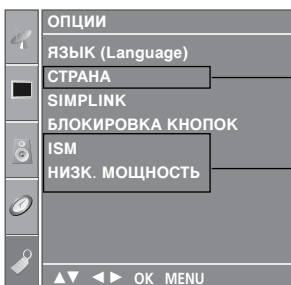 ОПЦИИ
ЯЗЫК (Language)
СТРАНА
SIMPLINK
БЛОКИРОВКА КНОПОК
ISM
НИЗК. МОЩНОСТЬ
▲▼ ◄► OK MENU